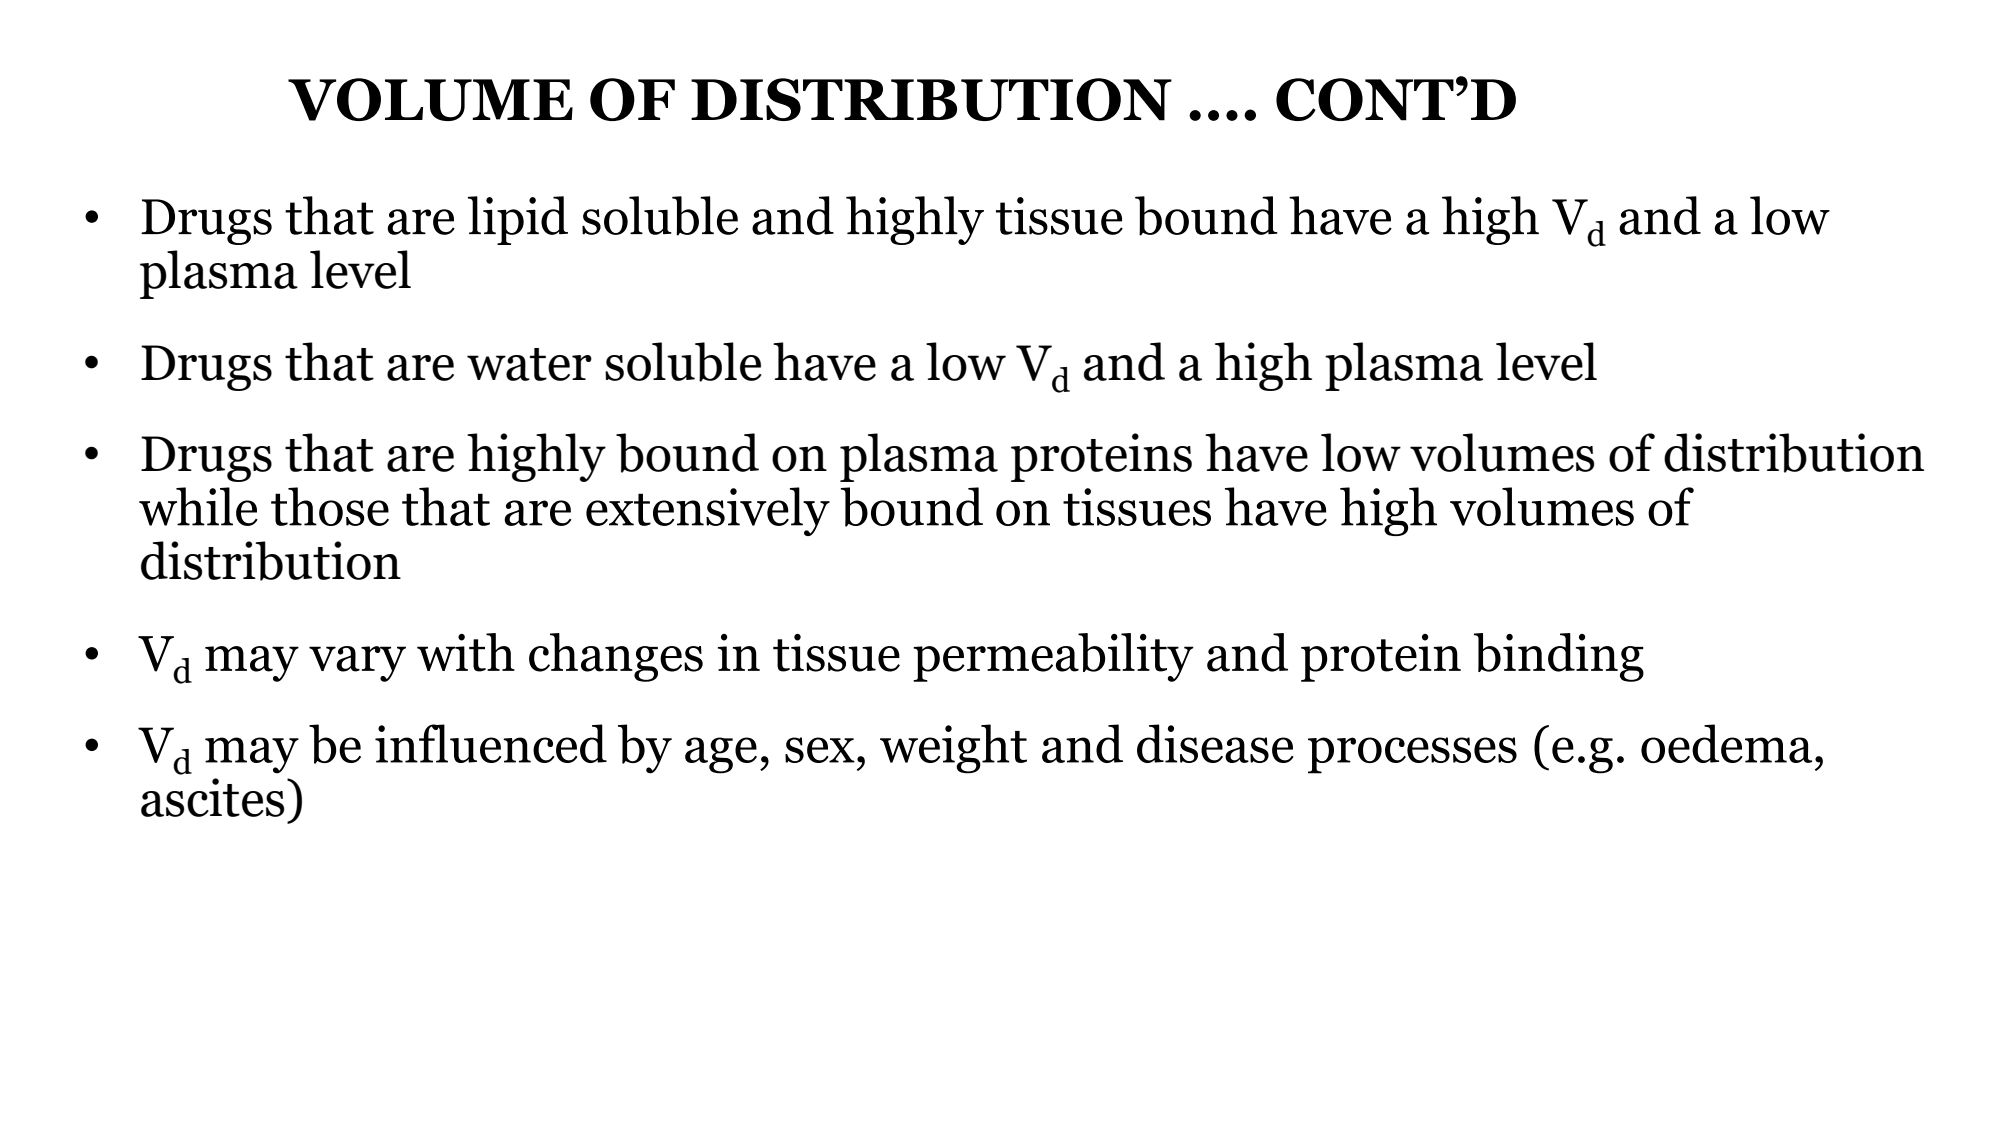 VOLUME OF DISTRIBUTION …. CONT’D
• Drugs that are lipid soluble and highly tissue bound have a high Vd and a low
plasma level
• Drugs that are water soluble have a low Vd and a high plasma level
• Drugs that are highly bound on plasma proteins have low volumes of distribution
while those that are extensively bound on tissues have high volumes of
distribution
• Vd may vary with changes in tissue permeability and protein binding
• Vd may be influenced by age, sex, weight and disease processes (e.g. oedema,
ascites)